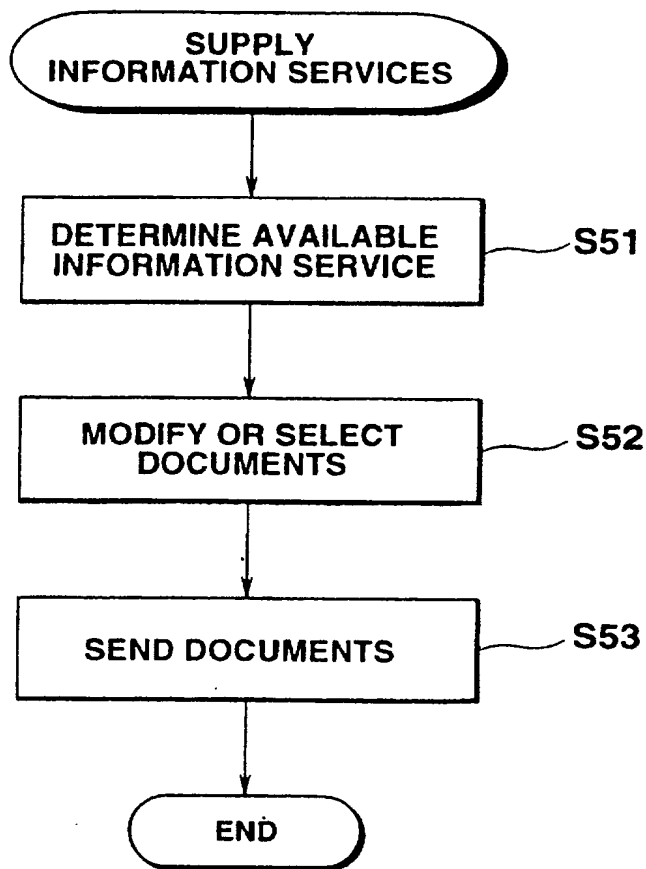 SUPPLY
INFORMATION SERVICES
DETERMINE AVAILABLE
INFORMATION SERVICE
S51
MODIFY OR SELECT
DOCUMENTS
S52
SEND DOCUMENTS
S53
END